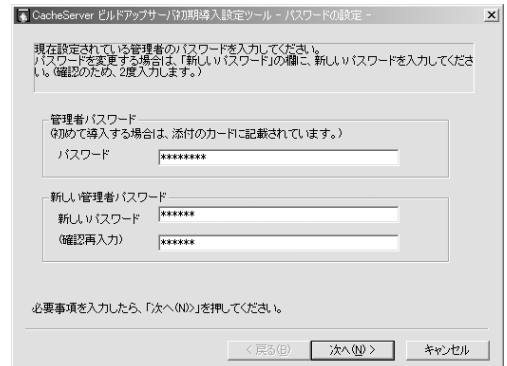 CacheServer ビルドアップサーバ初期導入設定ツール - パスワードの設定 -
現在設定されている管理者のパスワードを入力してください。
パスワードを変更する場合は、「新しいパスワード」の欄に、新しいパスワードを入力してくださ
い。(確認のため、2度入力します。)
管理者パスワード
(初めて導入する場合は、添付のカードに記載されています。)
パスワード ********
新しい管理者パスワード
新しいパスワード ******
(確認再入力) ******
必要事項を入力したら、「次へ(N)>」を押してください。
< 戻る(B) 次へ(N) > キャンセル